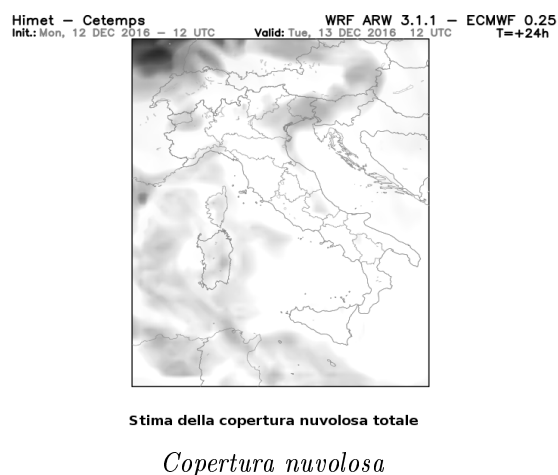 Himet – Cetemps WRF ARW 3.1.1 – ECMWF 0.25
Init.: Mon, 12 DEC 2016 – 12 UTC Valid: Tue, 13 DEC 2016 12 UTC T=+24h
Stima della copertura nuvolosa totale
Copertura nuvolosa